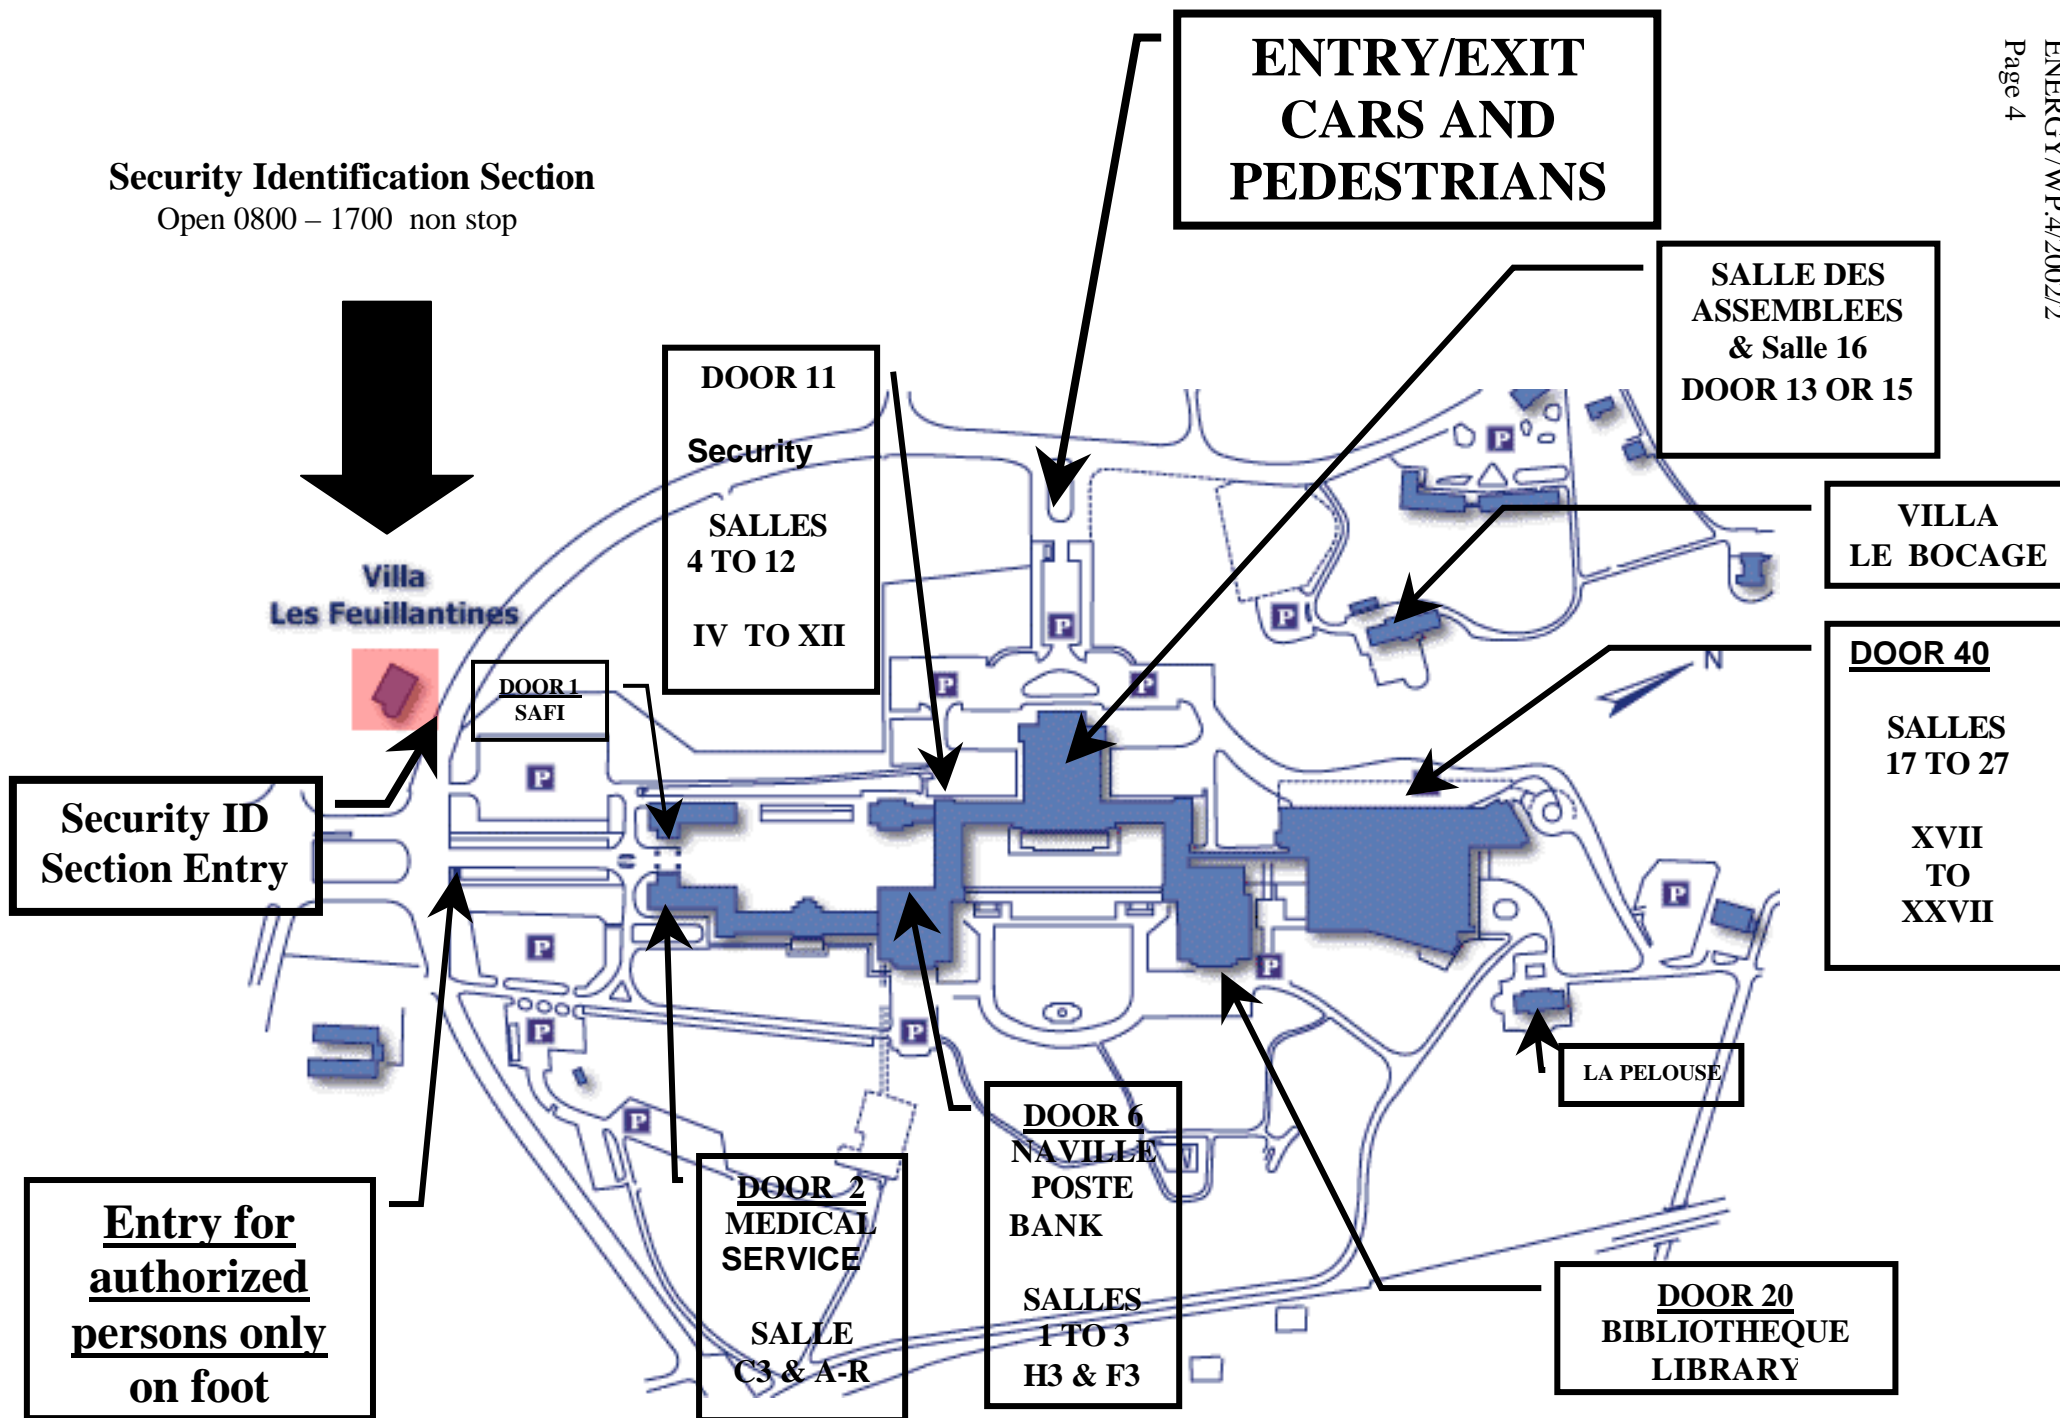 ENERGY/WP.4/2002/2
Page 4
ENTRY/EXIT
CARS AND
PEDESTRIANS
Security Identification Section
Open 0800 – 1700 non stop
SALLE DES
ASSEMBLEES
& Salle 16
DOOR 13 OR 15
DOOR 11
Security
SALLES
4 TO 12
IV TO XII
P
VILLA
LE BOCAGE
Villa
Les Feuillantines
P
P
DOOR 1
SAFI
P
P
N
DOOR 40
SALLES
17 TO 27
XVII
TO
XXVII
P
Security ID
Section Entry
P
P
P
P
P
LA PELOUSE
P
DOOR 6
NAVILLE
POSTE
BANK
SALLES
1 TO 3
H3 & F3
DOOR 2
MEDICAL
SERVICE
SALLE
C3 & A-R
Entry for
authorized
persons only
on foot
DOOR 20
BIBLIOTHEQUE
LIBRARY